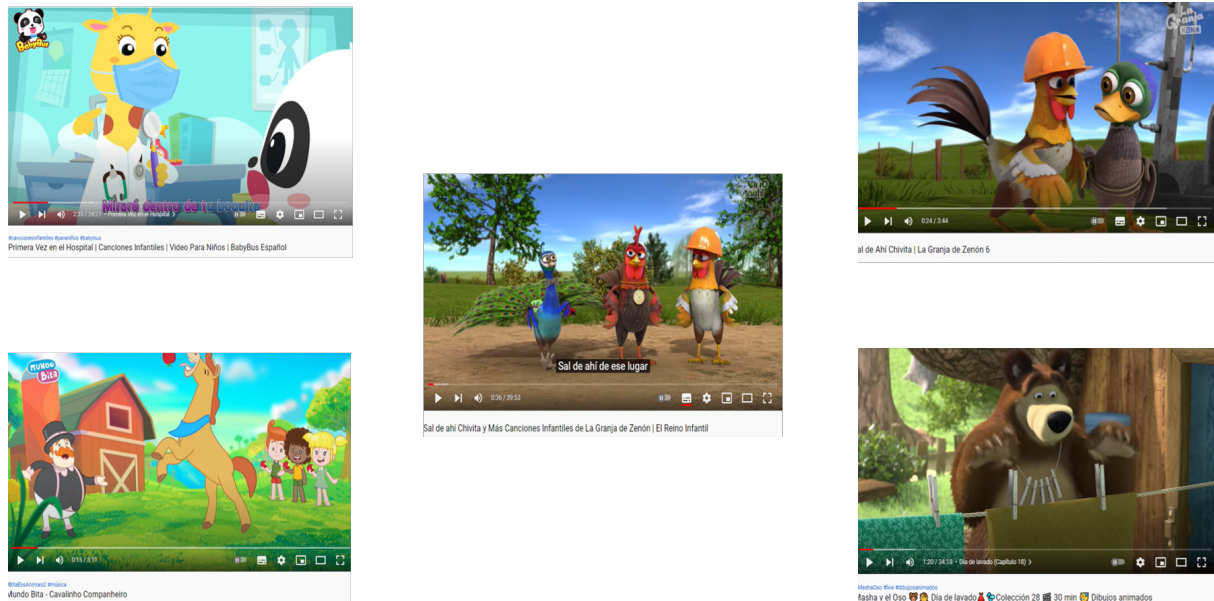 BabyBus
Miraré dentro de tu boquita
2:35 / 24:21 • Primera Vez en el Hospital
#cancionesinfantiles #paraniños #babybus
Primera Vez en el Hospital | Canciones Infantiles | Video Para Niños | BabyBus Español
La Granja
0:24 / 3:44
al de Ahí Chivita | La Granja de Zenón 6
Sal de ahí de ese lugar
0:36 / 39:53
Sal de ahí Chivita y Más Canciones Infantiles de La Granja de Zenón | El Reino Infantil
MUNDO
Bita
0:15 / 3:11
#BitaEosAnimais2 #música
Mundo Bita - Cavalinho Companheiro
1:20 / 34:18 • Día de lavado (Capítulo 18)
MashaOso #live #dibujosanimados
Masha y el Oso 🐻👧 Día de lavado👗🧦Colección 28 🎬 30 min 🐯 Dibujos animados